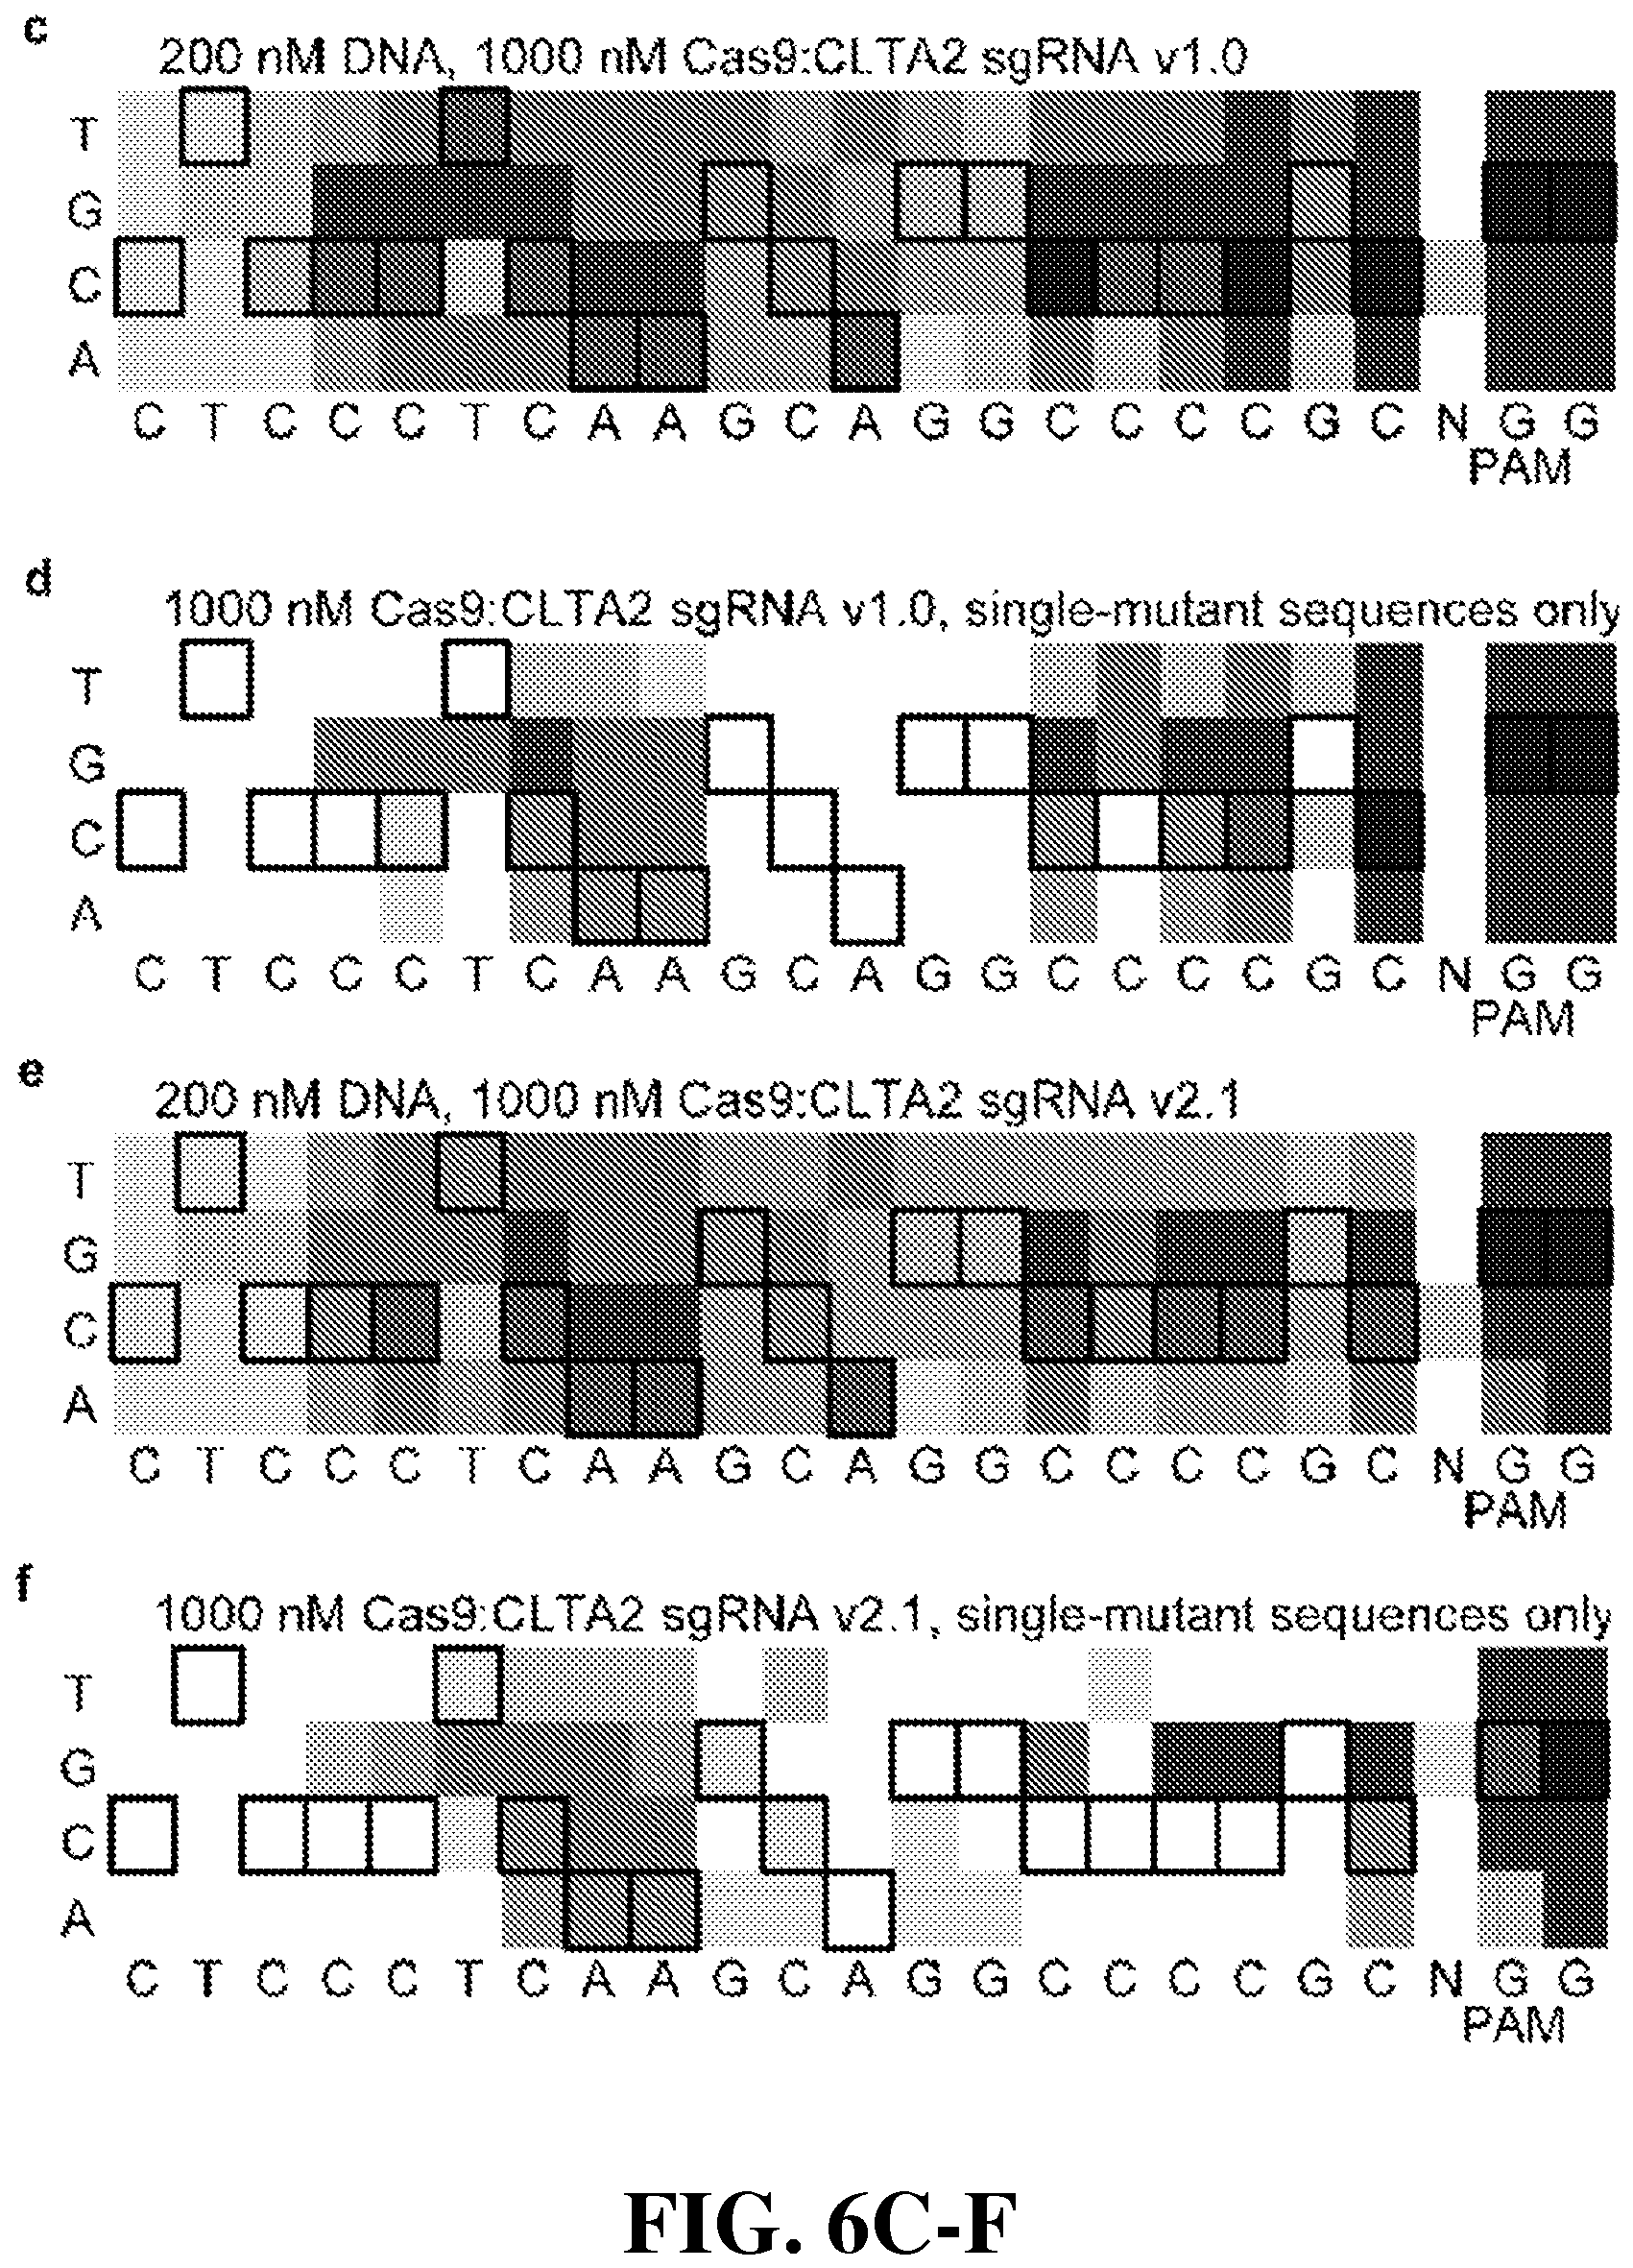 c
200 nM DNA, 1000 nM Cas9:CLTA2 sgRNA v1.0
T
G
C
A
C T C C C T C A A G C A G G C C C C G C N G G
PAM
d
1000 nM Cas9:CLTA2 sgRNA v1.0, single-mutant sequences only
T
G
C
A
C T C C C T C A A G C A G G C C C C G C N G G
PAM
e
200 nM DNA, 1000 nM Cas9:CLTA2 sgRNA v2.1
T
G
C
A
C T C C C T C A A G C A G G C C C C G C N G G
PAM
f
1000 nM Cas9:CLTA2 sgRNA v2.1, single-mutant sequences only
T
G
C
A
C T C C C T C A A G C A G G C C C C G C N G G
PAM
FIG. 6C-F